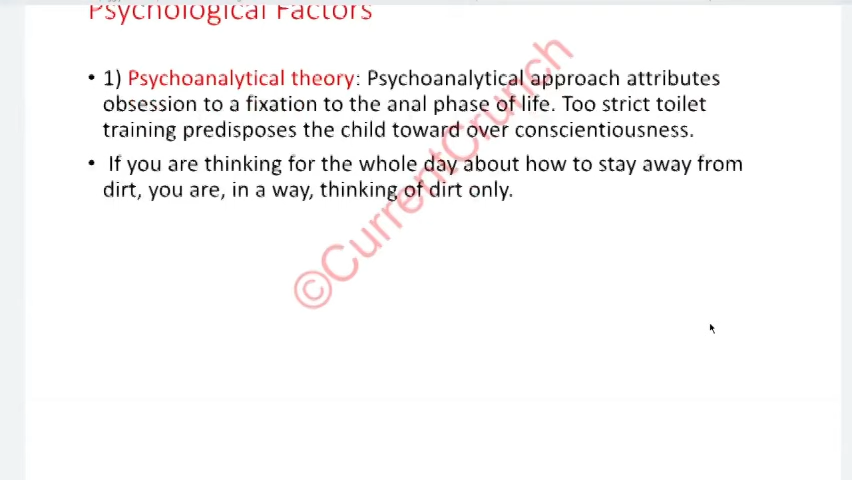 Psychological Factors
• 1) Psychoanalytical theory: Psychoanalytical approach attributes
obsession to a fixation to the anal phase of life. Too strict toilet
training predisposes the child toward over conscientiousness.
• If you are thinking for the whole day about how to stay away from
dirt, you are, in a way, thinking of dirt only.
©CurrentCrunch